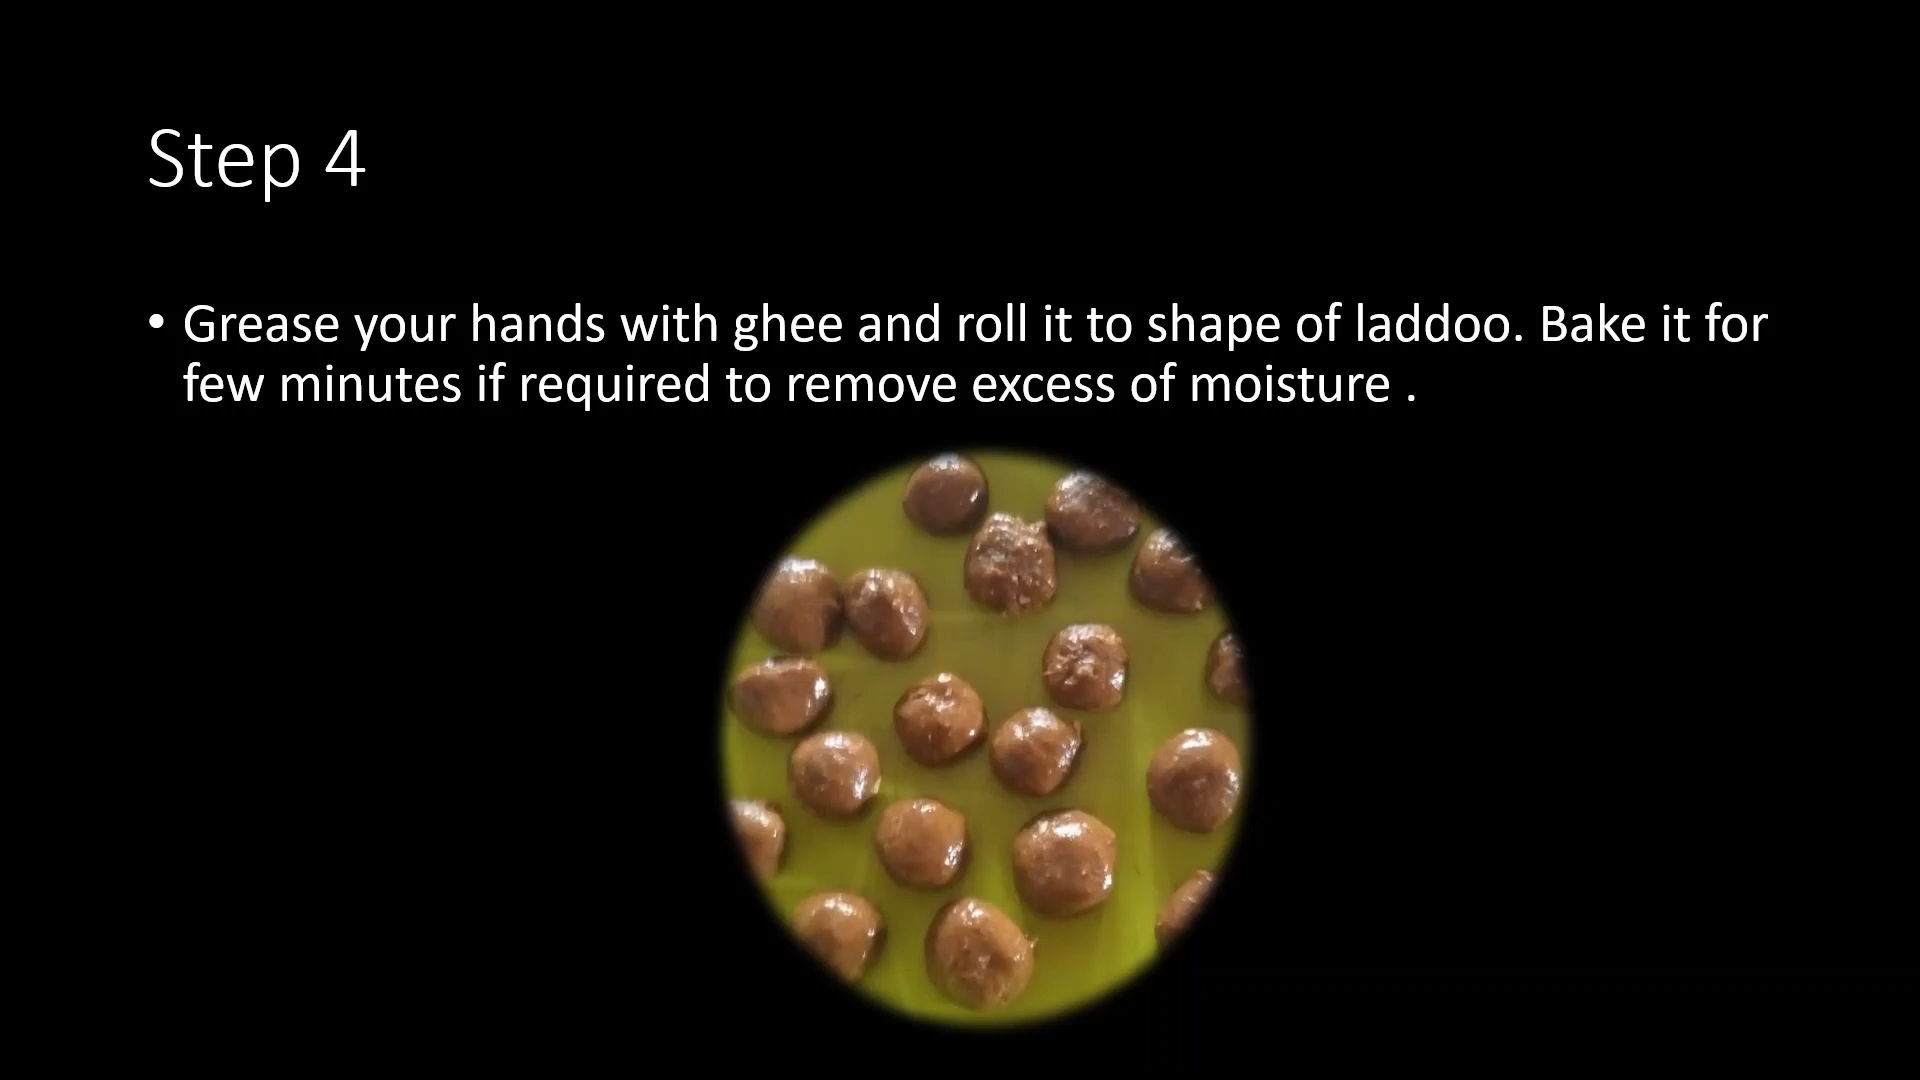 Step 4
• Grease your hands with ghee and roll it to shape of laddoo. Bake it for
few minutes if required to remove excess of moisture .